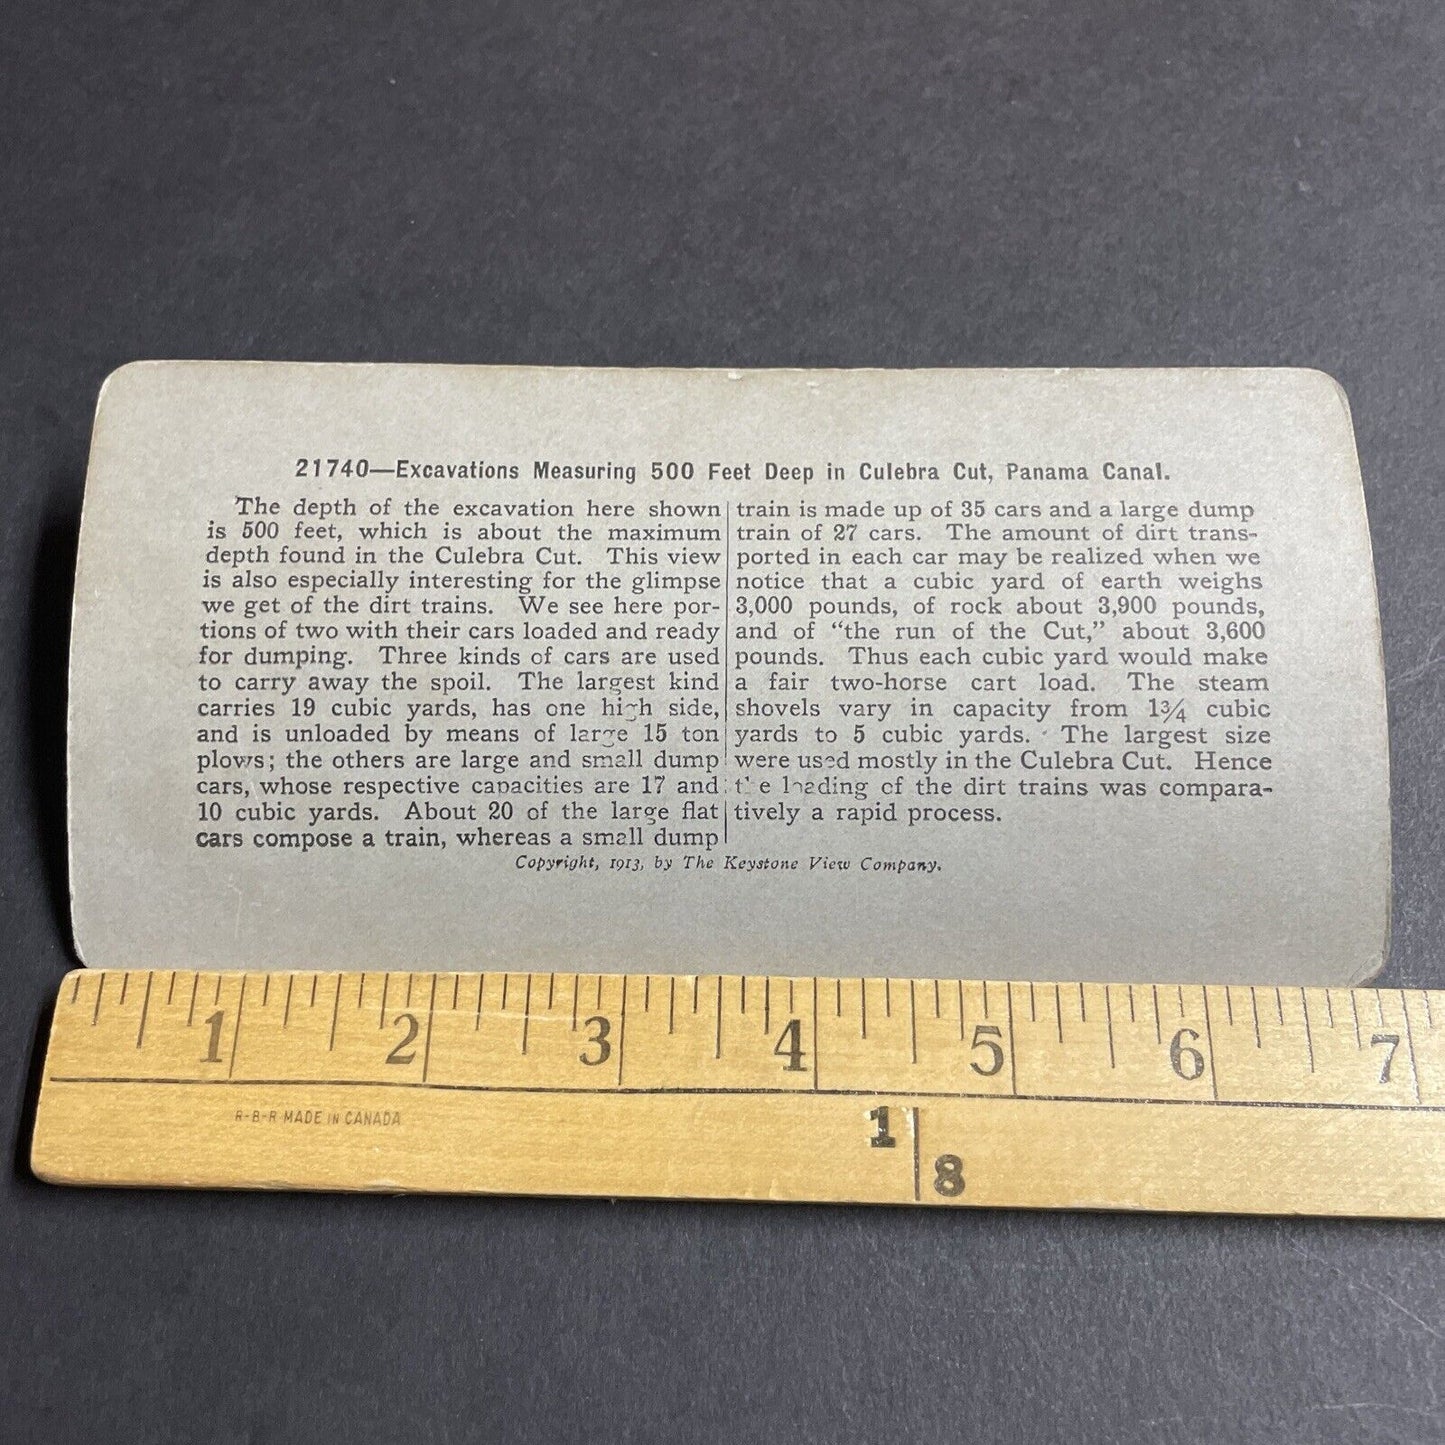 21740—Excavations Measuring 500 Feet Deep in Culebra Cut, Panama Canal.
The depth of the excavation here shown
is 500 feet, which is about the maximum
depth found in the Culebra Cut. This view
is also especially interesting for the glimpse
we get of the dirt trains. We see here por-
tions of two with their cars loaded and ready
for dumping. Three kinds of cars are used
to carry away the spoil. The largest kind
carries 19 cubic yards, has one high side,
and is unloaded by means of large 15 ton
plows; the others are large and small dump
cars, whose respective capacities are 17 and
10 cubic yards. About 20 of the large flat
cars compose a train, whereas a small dump
train is made up of 35 cars and a large dump
train of 27 cars. The amount of dirt trans-
ported in each car may be realized when we
notice that a cubic yard of earth weighs
3,000 pounds, of rock about 3,900 pounds,
and of "the run of the Cut," about 3,600
pounds. Thus each cubic yard would make
a fair two-horse cart load. The steam
shovels vary in capacity from 1¾ cubic
yards to 5 cubic yards. The largest size
were used mostly in the Culebra Cut. Hence
the loading of the dirt trains was compara-
tively a rapid process.
Copyright, 1913, by The Keystone View Company.
1 2 3 4 5 6 7
R-B-R MADE IN CANADA
1
8